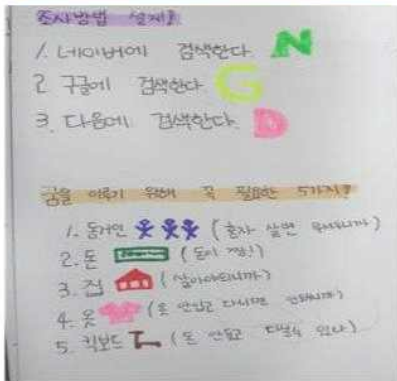 조사방법 설계!
1. 네이버에 검색한다. N
2 구글에 검색한다 G
3. 다음에 검색한다. D
꿈을 이루기 위해 꼭 필요한 5가지!
1. 동거인 (혼자 살면 무서우니까)
2. 돈 (돈이 짱!)
3. 집 (살아야되니까)
4. 옷 (옷 안입고 다니면 안되니까)
5. 킥보드 (돈 안들고 다닐수 있다)